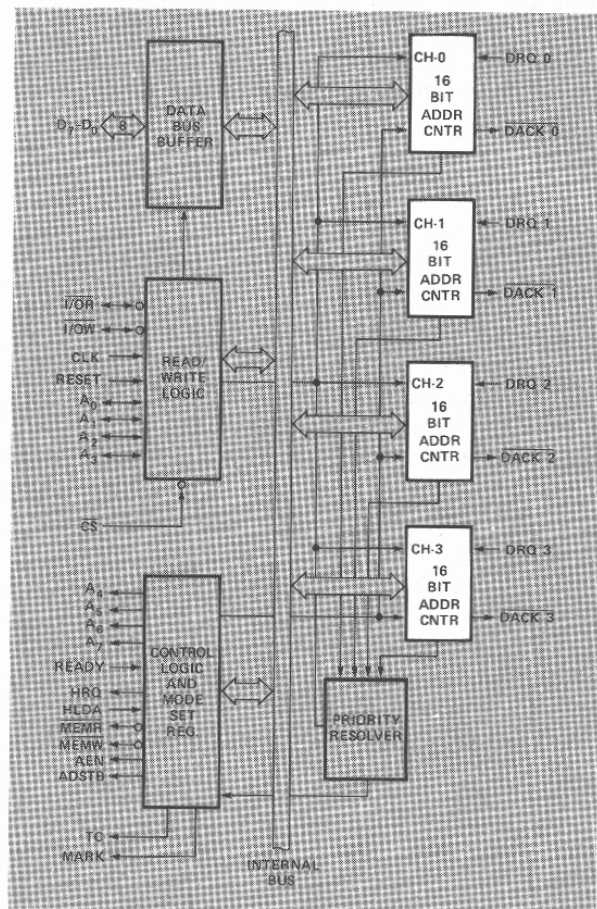 CH-0
16
BIT
ADDR
CNTR
DRQ 0
DACK 0
D7-D0
8
DATA
BUS
BUFFER
CH-1
16
BIT
ADDR
CNTR
DRQ 1
DACK 1
I/OR
I/OW
CLK
RESET
A0
A1
A2
A3
READ/
WRITE
LOGIC
CS
CH-2
16
BIT
ADDR
CNTR
DRQ 2
DACK 2
CH-3
16
BIT
ADDR
CNTR
DRQ 3
DACK 3
A4
A5
A6
A7
READY
HRQ
HLDA
MEMR
MEMW
AEN
ADSTB
CONTROL
LOGIC
AND
MODE
SET
REG.
PRIORITY
RESOLVER
TC
MARK
INTERNAL
BUS